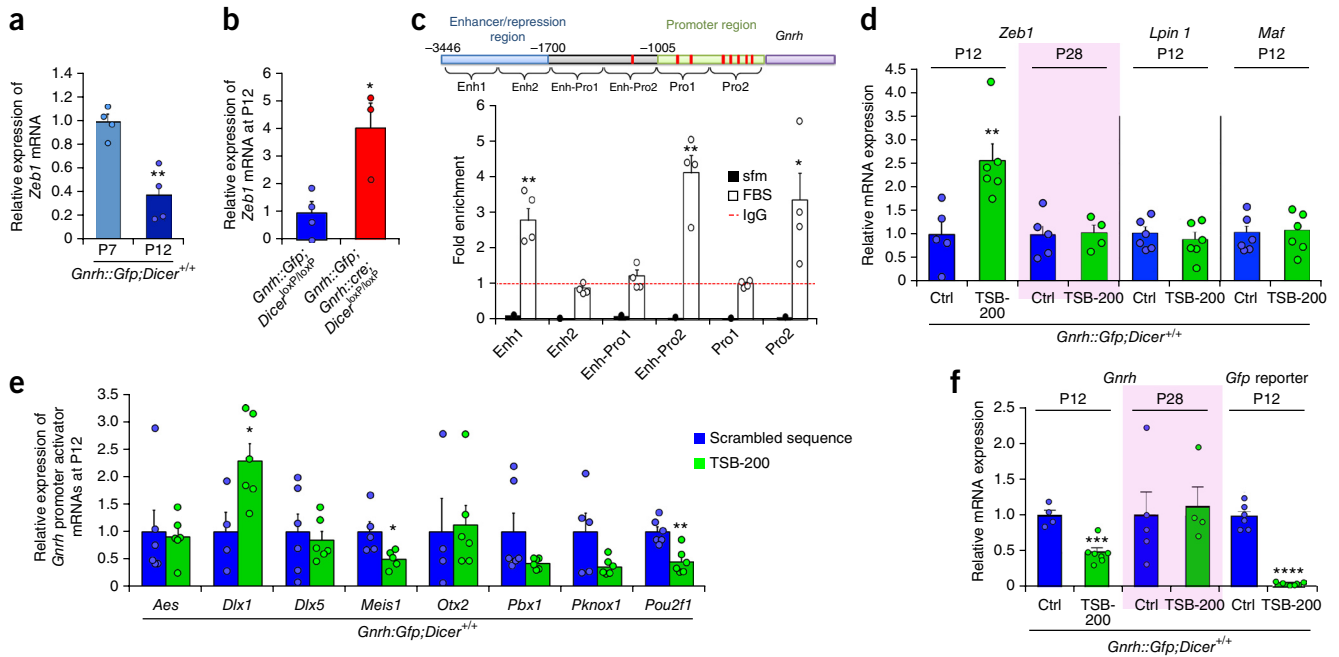 a
Relative expression of
Zeb1 mRNA
1.4
1.2
1.0
0.8
0.6
0.4
0.2
0
**
P7
P12
Gnrh::Gfp;Dicer+/+
b
Relative expression of
Zeb1 mRNA at P12
6
5
4
3
2
1
0
*
Gnrh::Gfp;
DicerloxP/loxP
Gnrh::Gfp;
Gnrh::cre;
DicerloxP/loxP
c
Enhancer/repression
region
Promoter region
Gnrh
−3446
−1700
−1005
Enh1
Enh2
Enh-Pro1
Enh-Pro2
Pro1
Pro2
Fold enrichment
6
5
4
3
2
1
0
**
**
*
sfm
FBS
IgG
Enh1
Enh2
Enh-Pro1
Enh-Pro2
Pro1
Pro2
d
Zeb1
Lpin 1
Maf
P12
P28
P12
P12
Relative mRNA expression
4.5
4.0
3.5
3.0
2.5
2.0
1.5
1.0
0.5
0
**
Ctrl
TSB-
200
Ctrl
TSB-200
Ctrl
TSB-200
Ctrl
TSB-200
Gnrh::Gfp;Dicer+/+
e
Relative expression of
Gnrh promoter activator
mRNAs at P12
3.5
3.0
2.5
2.0
1.5
1.0
0.5
0
*
*
**
Scrambled sequence
TSB-200
Aes
Dlx1
Dlx5
Meis1
Otx2
Pbx1
Pknox1
Pou2f1
Gnrh:Gfp;Dicer+/+
f
Gnrh
Gfp reporter
P12
P28
P12
Relative mRNA expression
2.5
2.0
1.5
1.0
0.5
0
***
****
Ctrl
TSB-
200
Ctrl
TSB-200
Ctrl
TSB-200
Gnrh::Gfp;Dicer+/+